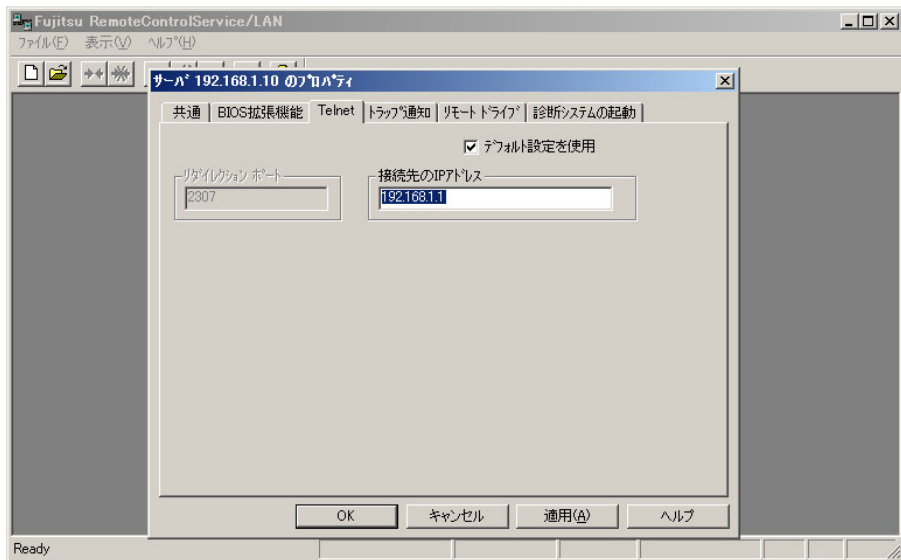 Fujitsu RemoteControlService/LAN
ファイル(F) 表示(V) ヘルプ(H)
サーバ 192.168.1.10 のプロパティ
共通 BIOS拡張機能 Telnet トラップ通知 リモート ドライブ 診断システムの起動
デフォルト設定を使用
リダイレクション ポート 接続先のIPアドレス
2307 192.168.1.1
OK キャンセル 適用(A) ヘルプ
Ready